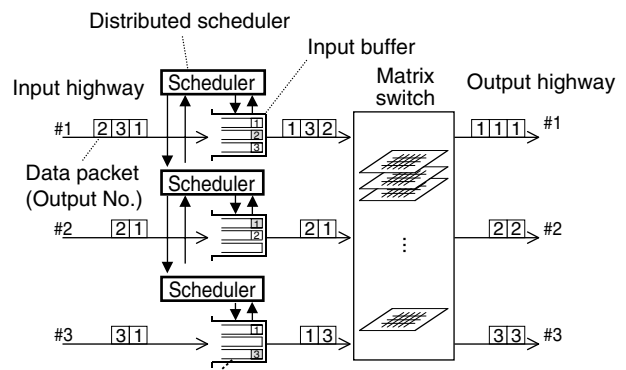 Distributed scheduler
Input buffer
Scheduler
Matrix
switch
Input highway
Output highway
#1
2 3 1
1
2
3
1 3 2
1 1 1
#1
Data packet
(Output No.)
Scheduler
#2
2 1
1
2
2 1
2 2
#2
Scheduler
#3
3 1
1
3
1 3
3 3
#3